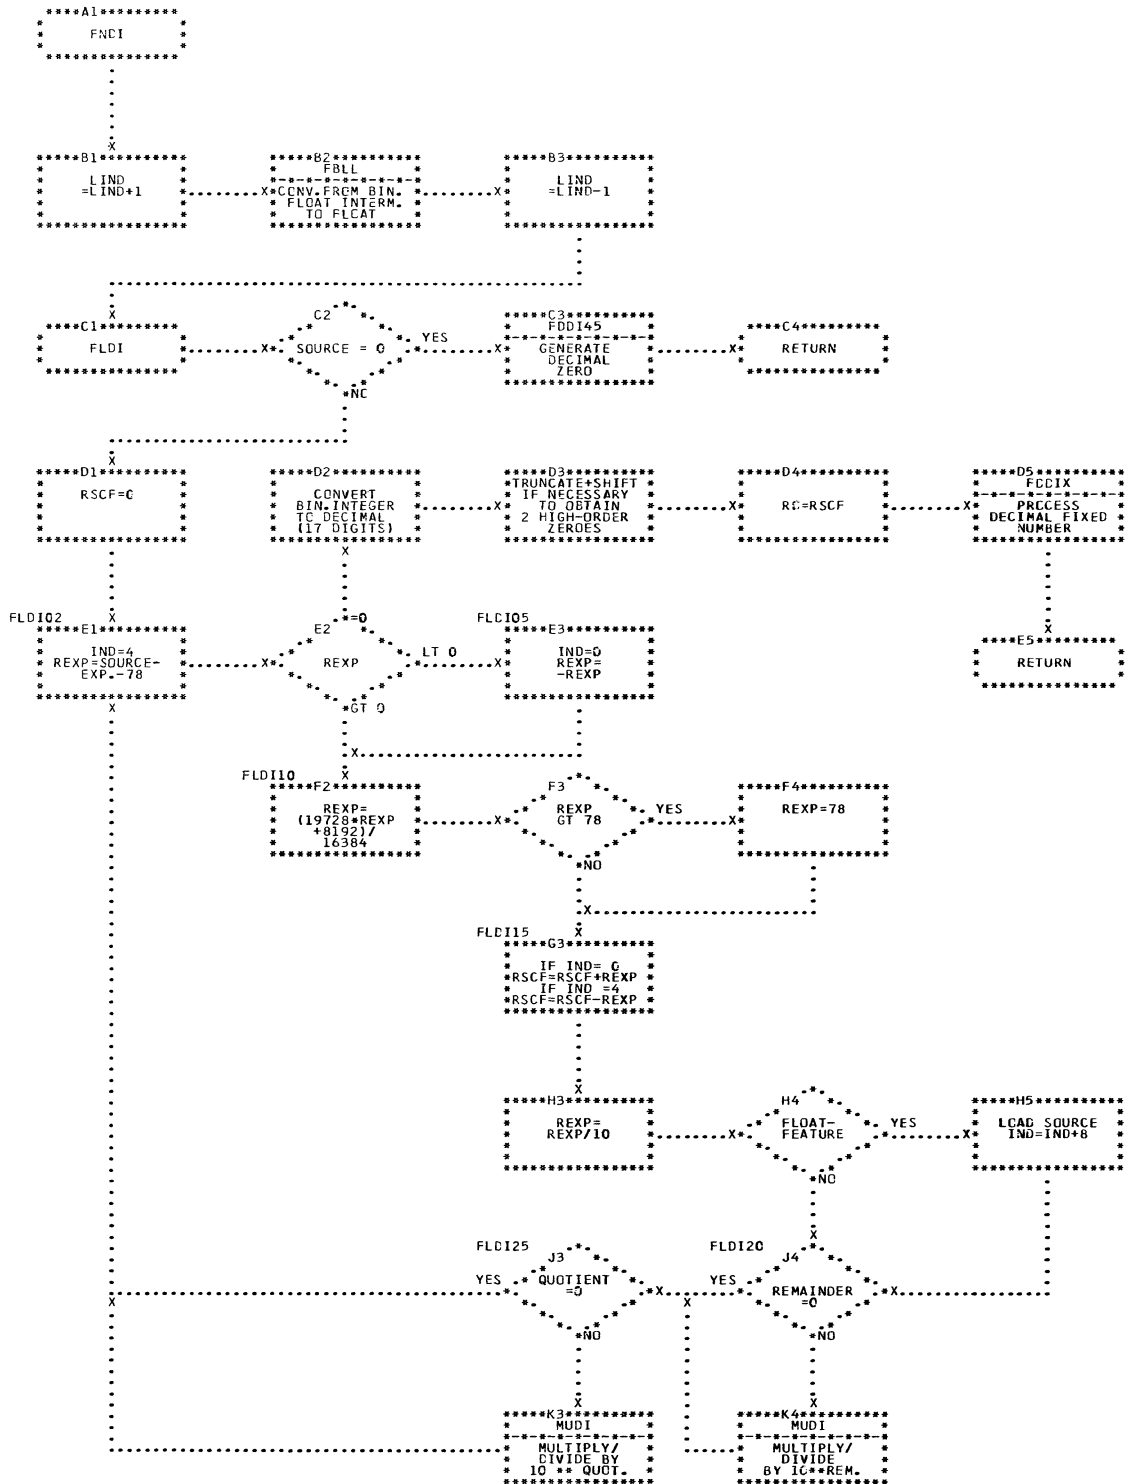 A1
FNDI
B1
LIND
=LIND+1
B2
FBLL
CONV.FROM BIN.
FLOAT INTERM.
TO FLOAT
B3
LIND
=LIND-1
C1
FLDI
C2
SOURCE = 0
YES
NO
C3
FDDI45
GENERATE
DECIMAL
ZERO
C4
RETURN
D1
RSCF=0
D2
CONVERT
BIN.INTEGER
TO DECIMAL
(17 DIGITS)
D3
TRUNCATE+SHIFT
IF NECESSARY
TO OBTAIN
2 HIGH-ORDER
ZEROES
D4
RC=RSCF
D5
FDDIX
PROCESS
DECIMAL FIXED
NUMBER
FLDI02
E1
IND=4
REXP=SOURCE-
EXP.-78
=0
E2
REXP
LT 0
GT 0
FLDI05
E3
IND=0
REXP=
-REXP
E5
RETURN
FLDI10
F2
REXP=
(19728*REXP
+8192)/
16384
F3
REXP
GT 78
YES
NO
F4
REXP=78
FLDI15
G3
IF IND= 0
RSCF=RSCF+REXP
IF IND =4
RSCF=RSCF-REXP
H3
REXP=
REXP/10
H4
FLOAT-
FEATURE
YES
NO
H5
LOAD SOURCE
IND=IND+8
FLDI25
J3
YES
QUOTIENT
=0
NO
FLDI20
J4
YES
REMAINDER
=0
NO
K3
MUDI
MULTIPLY/
DIVIDE BY
10 ** QUOT.
K4
MUDI
MULTIPLY/
DIVIDE
BY 10**REM.